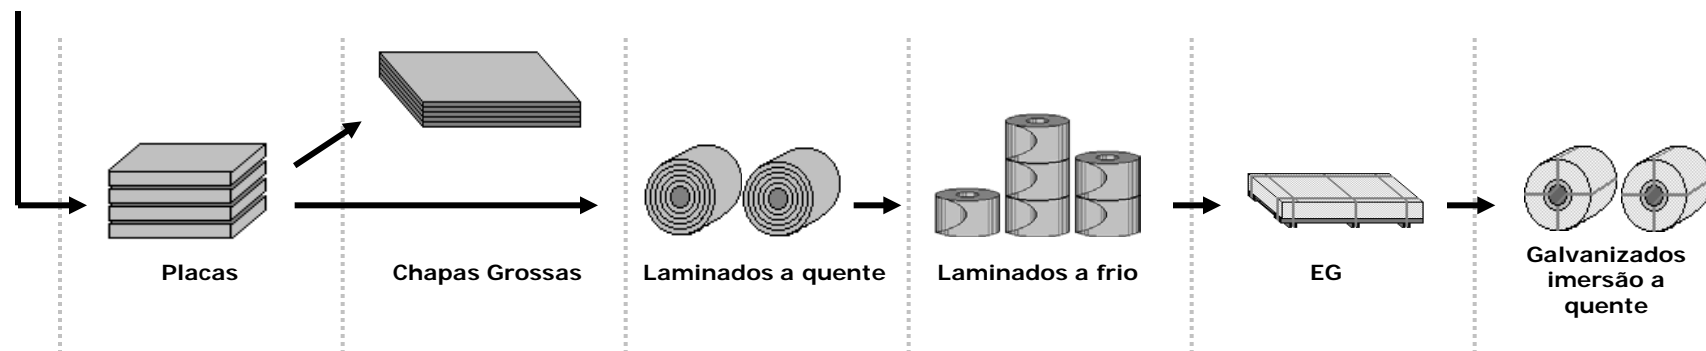 Placas
Chapas Grossas
Laminados a quente
Laminados a frio
EG
Galvanizados
imersão a
quente